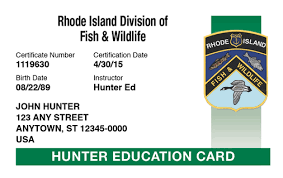 Rhode Island Division of
Fish & Wildlife
Certificate Number
Certification Date
1119630
4/30/15
Birth Date
Instructor
08/22/89
Hunter Ed
JOHN HUNTER
123 ANY STREET
ANYTOWN, ST 12345-0000
USA
RHODE ISLAND
FISH & WILDLIFE
HUNTER EDUCATION CARD